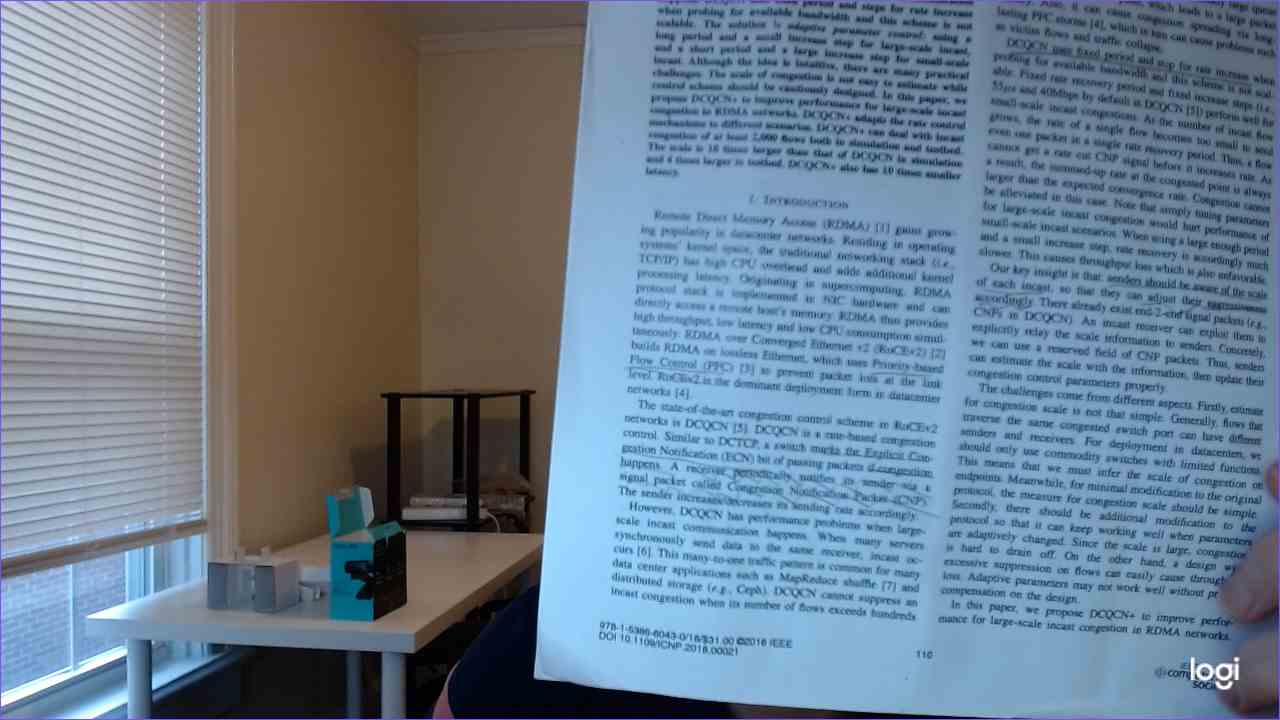 when probing for available bandwidth and this scheme is not
scalable. The solution is adaptive parameter control: using a
long period and a small increase step for large-scale incast,
and a short period and a large increase step for small-scale
incast. Although the idea is intuitive, there are many practical
challenges. The scale of congestion is not easy to estimate while
control schema should be cautiously designed. In this paper, we
propose DCQCN+ to improve performance for large-scale incast
congestion in RDMA networks. DCQCN+ adapts the rate control
mechanisms to different scenarios. DCQCN+ can deal with incast
congestion of at least 2,000 flows both in simulation and testbed.
The scale is 10 times larger than that of DCQCN in simulation
and 6 times larger in testbed. DCQCN+ also has 10 times smaller
latency.
I. INTRODUCTION
Remote Direct Memory Access (RDMA) [1] gains grow-
ing popularity in datacenter networks. Residing in operating
systems' kernel space, the traditional networking stack (i.e.,
TCP/IP) has high CPU overhead and adds additional kernel
processing latency. Originating in supercomputing, RDMA
protocol stack is implemented in NIC hardware and can
directly access a remote host's memory. RDMA thus provides
high throughput, low latency and low CPU consumption simul-
taneously. RDMA over Converged Ethernet v2 (RoCEv2) [2]
builds RDMA on lossless Ethernet, which uses Priority-based
Flow Control (PFC) [3] to prevent packet loss at the link
level. RoCEv2 is the dominant deployment form in datacenter
networks [4].
The state-of-the-art congestion control scheme in RoCEv2
networks is DCQCN [5]. DCQCN is a rate-based congestion
control. Similar to DCTCP, a switch marks the Explicit Con-
gestion Notification (ECN) bit of passing packets if congestion
happens. A receiver periodically notifies its sender via a
signal packet called Congestion Notification Packet (CNP).
The sender increases/decreases its sending rate accordingly.
However, DCQCN has performance problems when large-
scale incast communication happens. When many servers
synchronously send data to the same receiver, incast oc-
curs [6]. This many-to-one traffic pattern is common for many
data center applications such as MapReduce shuffle [7] and
distributed storage (e.g., Ceph). DCQCN cannot suppress an
incast congestion when its number of flows exceeds hundreds
lasting PFC storms [4], which in turn can cause problems such
as victim flows and traffic collapse.
DCQCN uses fixed period and step for rate increase when
probing for available bandwidth and this scheme is not scal-
able. Fixed rate recovery period and fixed increase steps (i.e.,
55μs and 40Mbps by default in DCQCN [5]) perform well for
small-scale incast congestions. As the number of incast flow
grows, the rate of a single flow becomes too small to send
even one packet in a single rate recovery period. Thus, a flow
cannot get a rate cut CNP signal before it increases rate. As
a result, the summed-up rate at the congested point is always
larger than the expected convergence rate. Congestion cannot
be alleviated in this case. Note that simply tuning parameters
for large-scale incast congestion would hurt performance of
small-scale incast scenarios. When using a large enough period
and a small increase step, rate recovery is accordingly much
slower. This causes throughput loss which is also unfavorable.
Our key insight is that: senders should be aware of the scale
of each incast, so that they can adjust their aggressiveness
accordingly. There already exist end-2-end signal packets (e.g.,
CNPs in DCQCN). An incast receiver can exploit them to
explicitly relay the scale information to senders. Concretely,
we can use a reserved field of CNP packets. Thus, senders
can estimate the scale with the information, then update their
congestion control parameters properly.
The challenges come from different aspects. Firstly, estimate
for congestion scale is not that simple. Generally, flows that
traverse the same congested switch port can have different
senders and receivers. For deployment in datacenters, we
should only use commodity switches with limited function.
This means that we must infer the scale of congestion on
endpoints. Meanwhile, for minimal modification to the original
protocol, the measure for congestion scale should be simple.
Secondly, there should be additional modification to the
protocol so that it can keep working well when parameters
are adaptively changed. Since the scale is large, congestion
is hard to drain off. On the other hand, a design w
excessive suppression on flows can easily cause through
loss. Adaptive parameters may not work well without pr
compensation on the design.
In this paper, we propose DCQCN+ to improve perfor-
mance for large-scale incast congestion in RDMA networks.
978-1-5386-6043-0/18/$31.00 ©2018 IEEE
DOI 10.1109/ICNP.2018.00021
110
logi